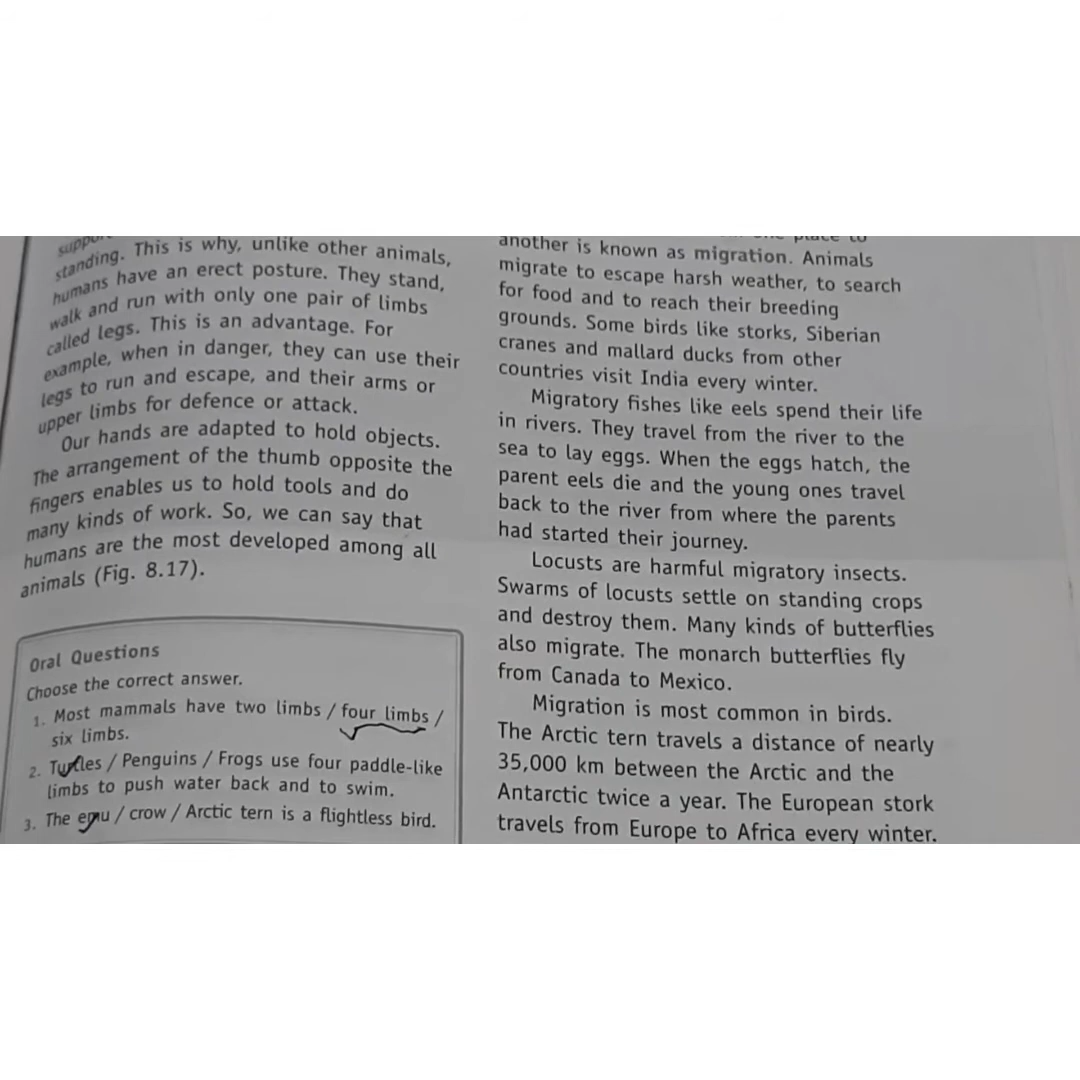 standing. This is why, unlike other animals,
humans have an erect posture. They stand,
walk and run with only one pair of limbs
called legs. This is an advantage. For
example, when in danger, they can use their
legs to run and escape, and their arms or
upper limbs for defence or attack.
Our hands are adapted to hold objects.
The arrangement of the thumb opposite the
fingers enables us to hold tools and do
many kinds of work. So, we can say that
humans are the most developed among all
animals (Fig. 8.17).
Oral Questions
Choose the correct answer.
1. Most mammals have two limbs / four limbs /
six limbs.
2. Turtles / Penguins / Frogs use four paddle-like
limbs to push water back and to swim.
3. The emu / crow / Arctic tern is a flightless bird.
place to
another is known as migration. Animals
migrate to escape harsh weather, to search
for food and to reach their breeding
grounds. Some birds like storks, Siberian
cranes and mallard ducks from other
countries visit India every winter.
Migratory fishes like eels spend their life
in rivers. They travel from the river to the
sea to lay eggs. When the eggs hatch, the
parent eels die and the young ones travel
back to the river from where the parents
had started their journey.
Locusts are harmful migratory insects.
Swarms of locusts settle on standing crops
and destroy them. Many kinds of butterflies
also migrate. The monarch butterflies fly
from Canada to Mexico.
Migration is most common in birds.
The Arctic tern travels a distance of nearly
35,000 km between the Arctic and the
Antarctic twice a year. The European stork
travels from Europe to Africa every winter.